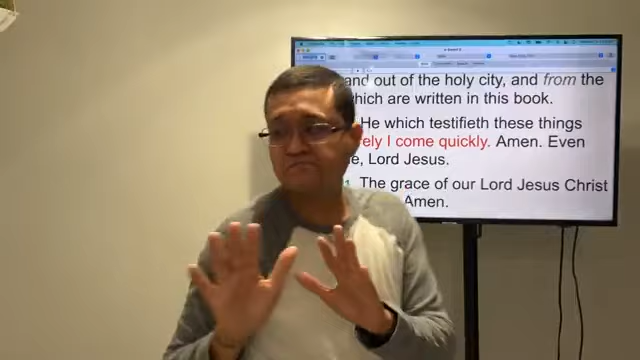 and out of the holy city, and from the
hich are written in this book.
He which testifieth these things
ely I come quickly. Amen. Even
e, Lord Jesus.
The grace of our Lord Jesus Christ
Amen.